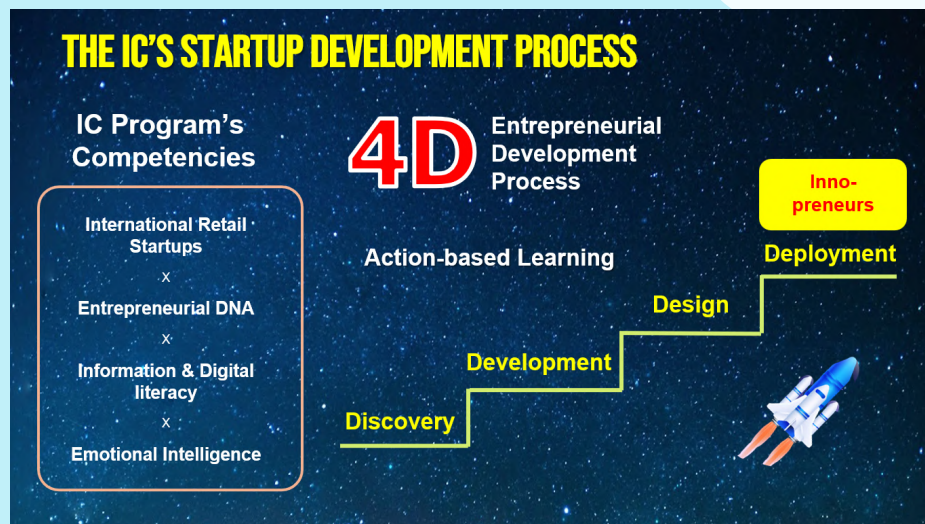 THE IC'S STARTUP DEVELOPMENT PROCESS
IC Program's
Competencies
International Retail
Startups
x
Entrepreneurial DNA
x
Information & Digital
literacy
x
Emotional Intelligence
4D
Entrepreneurial
Development
Process
Action-based Learning
Discovery
Development
Design
Deployment
Inno-
preneurs